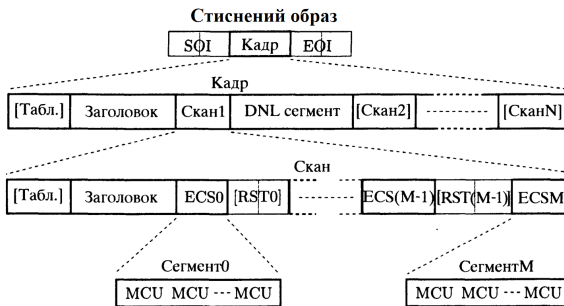 Стиснений образ
SOI Кадр EOI
Кадр
[Табл.] Заголовок Скан1 DNL сегмент [Скан2] [СканN]
Скан
[Табл.] Заголовок ECS0 [RST0] ECS(M-1) [RST(M-1)] ECSM
Сегмент0 СегментM
MCU MCU --- MCU MCU MCU --- MCU